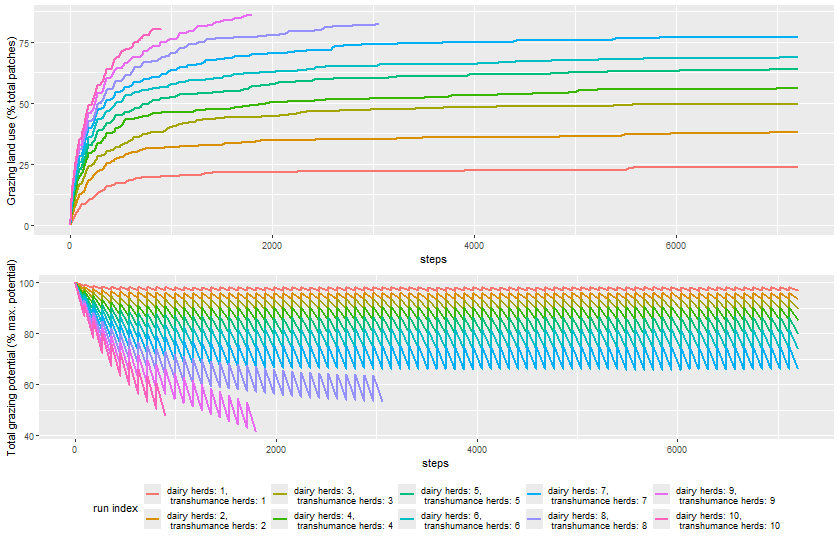 Grazing land use (% total patches)
75
50
25
0
0 2000 4000 6000
steps
Total grazing potential (% max. potential)
100
80
60
40
0 2000 4000 6000
steps
run index
dairy herds: 1, dairy herds: 3, dairy herds: 5, dairy herds: 7, dairy herds: 9,
transhumance herds: 1 transhumance herds: 3 transhumance herds: 5 transhumance herds: 7 transhumance herds: 9
dairy herds: 2, dairy herds: 4, dairy herds: 6, dairy herds: 8, dairy herds: 10,
transhumance herds: 2 transhumance herds: 4 transhumance herds: 6 transhumance herds: 8 transhumance herds: 10